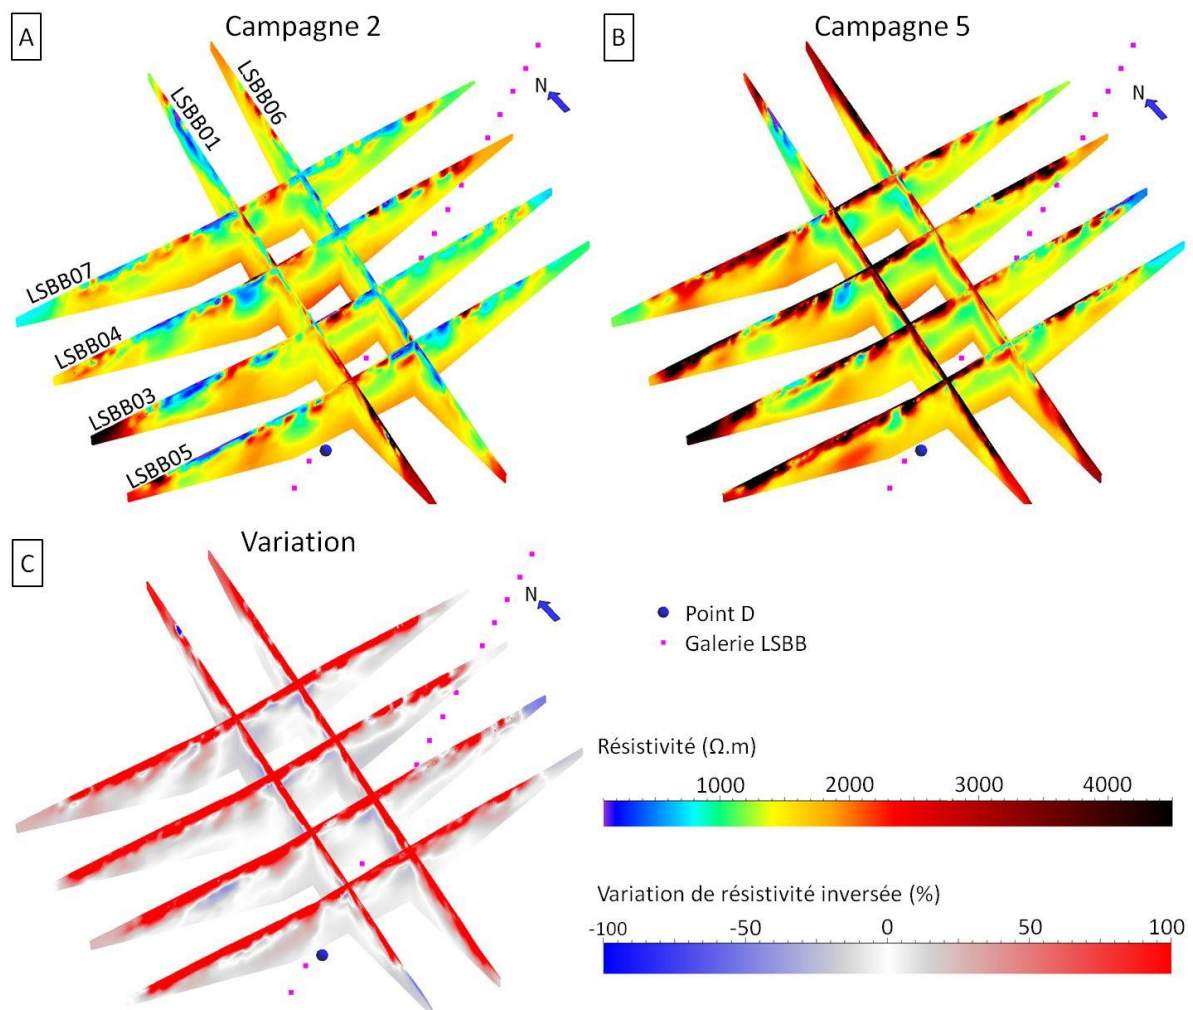 A
Campagne 2
B
Campagne 5
N
N
LSBB01
LSBB06
LSBB07
LSBB04
LSBB03
LSBB05
C
Variation
N
Point D
Galerie LSBB
Résistivité (Ω.m)
1000 2000 3000 4000
Variation de résistivité inversée (%)
-100 -50 0 50 100